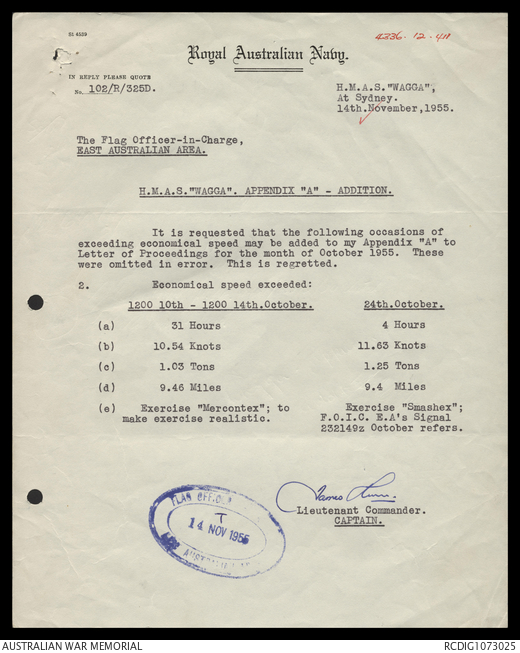 SI 4529
4336. 12. 411
Royal Australian Navy.
IN REPLY PLEASE QUOTE
No. 102/R/325D.
H.M.A.S."WAGGA",
At Sydney.
14th.November,1955.
The Flag Officer-in-Charge,
EAST AUSTRALIAN AREA.
H.M.A.S."WAGGA". APPENDIX "A" - ADDITION.
It is requested that the following occasions of
exceeding economical speed may be added to my Appendix "A" to
Letter of Proceedings for the month of October 1955. These
were omitted in error. This is regretted.
2. Economical speed exceeded:
1200 10th - 1200 14th.October. 24th.October.
(a) 31 Hours 4 Hours
(b) 10.54 Knots 11.63 Knots
(c) 1.03 Tons 1.25 Tons
(d) 9.46 Miles 9.4 Miles
(e) Exercise "Mercontex"; to Exercise "Smashex";
make exercise realistic. F.O.I.C. E.A's Signal
232149z October refers.
FLAG OFFICE
14 NOV 1955
Lieutenant Commander.
CAPTAIN.
AUSTRALIAN WAR MEMORIAL RCDIG1073025